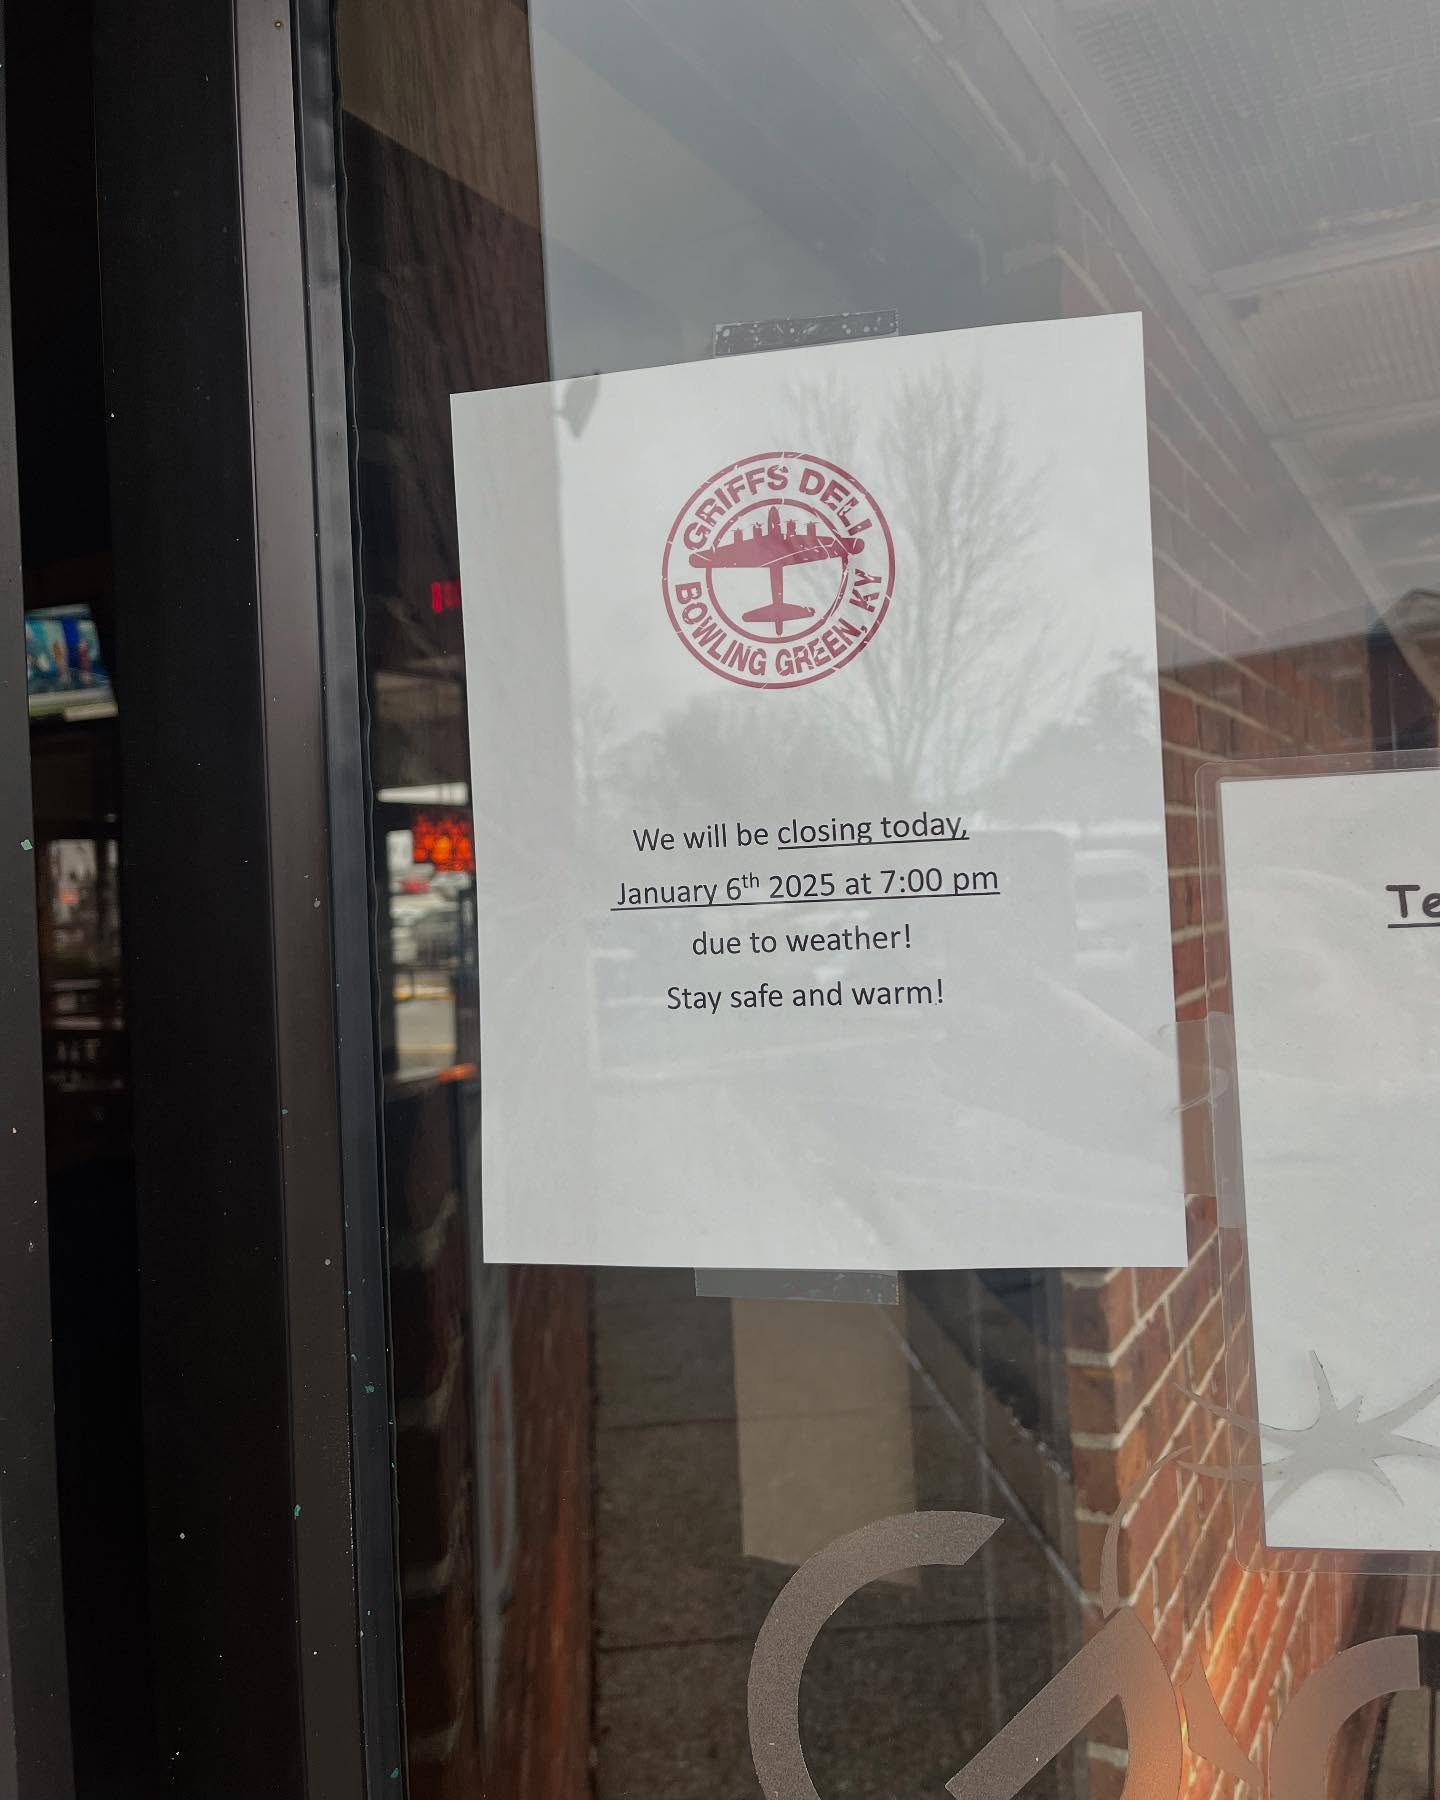 GRIFFS DELI
BOWLING GREEN, KY
We will be closing today,
January 6th 2025 at 7:00 pm
due to weather!
Stay safe and warm!